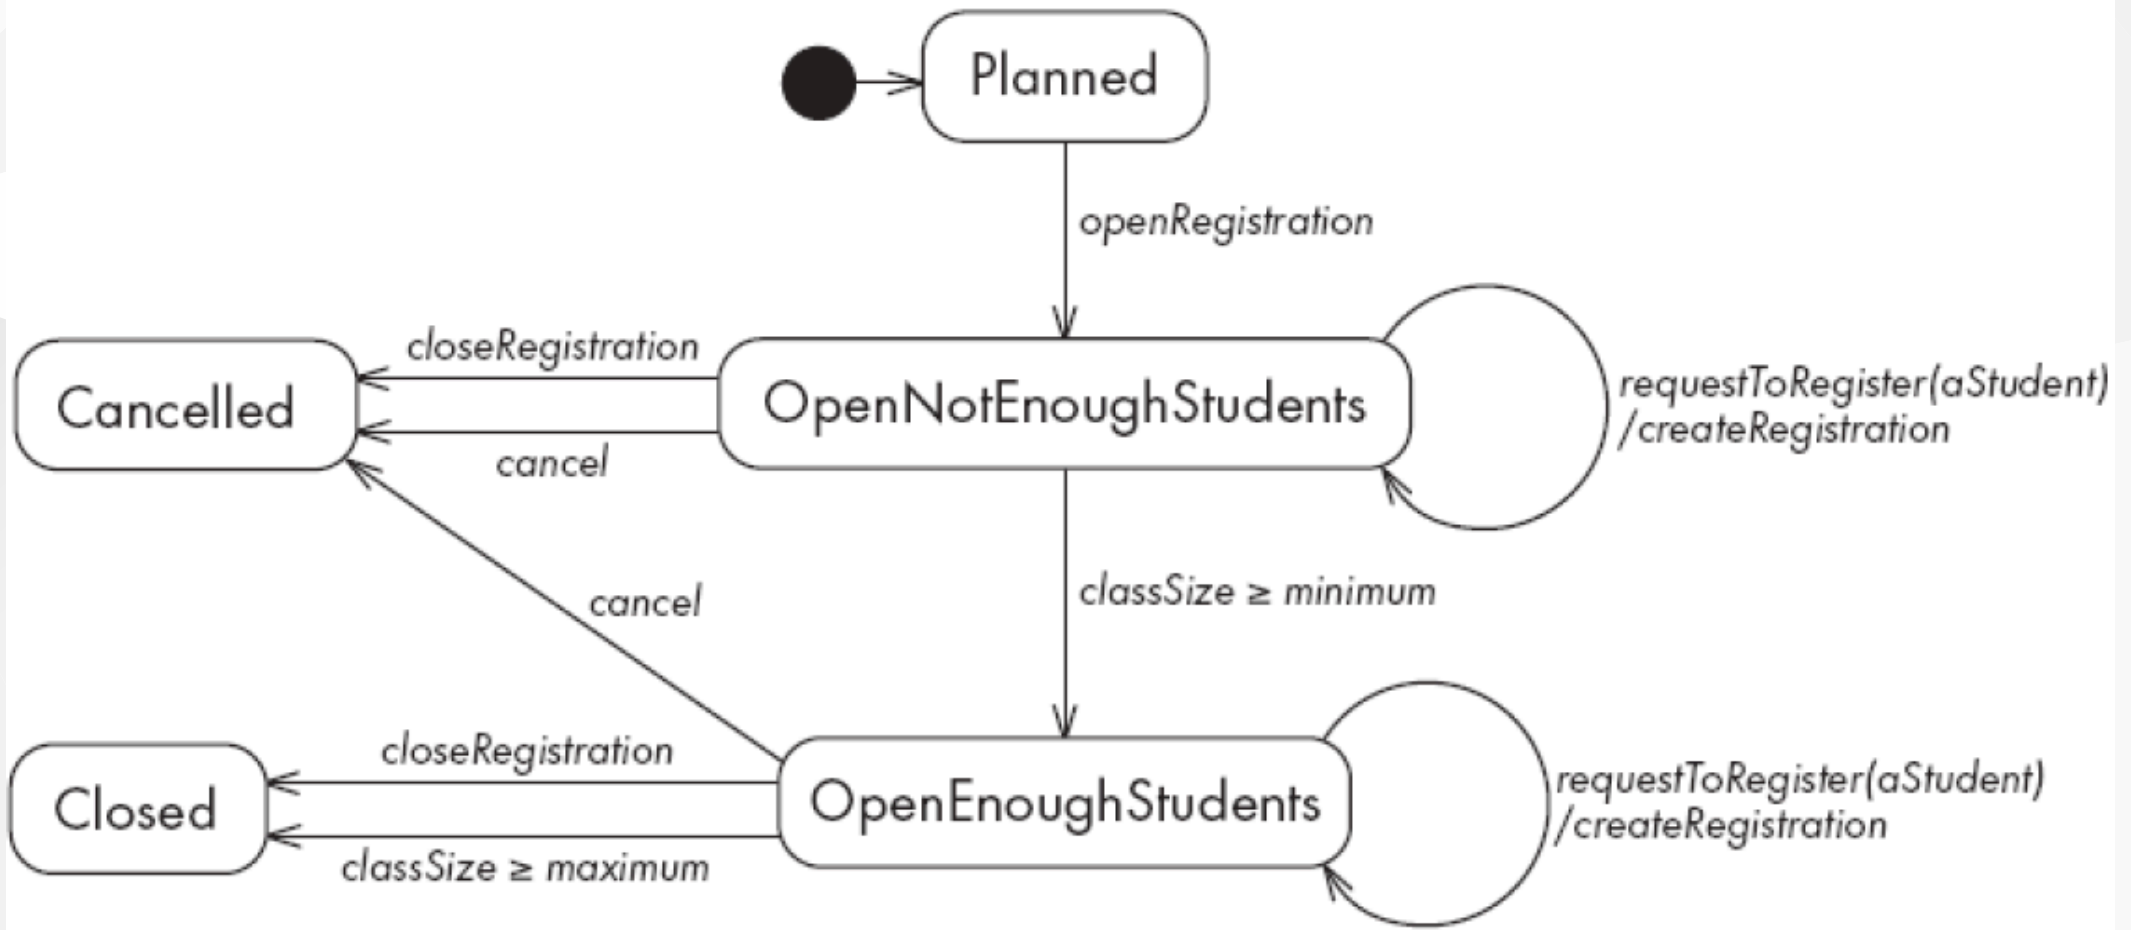 Planned
openRegistration
closeRegistration
Cancelled
OpenNotEnoughStudents
requestToRegister(aStudent)
/createRegistration
cancel
classSize ≥ minimum
cancel
closeRegistration
Closed
OpenEnoughStudents
requestToRegister(aStudent)
/createRegistration
classSize ≥ maximum